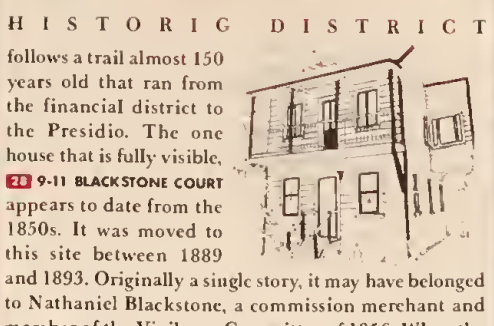 HISTORIG DISTRICT
follows a trail almost 150
years old that ran from
the financial district to
the Presidio. The one
house that is fully visible,
28 9-11 BLACKSTONE COURT
appears to date from the
1850s. It was moved to
this site between 1889
and 1893. Originally a single story, it may have belonged
to Nathaniel Blackstone, a commission merchant and